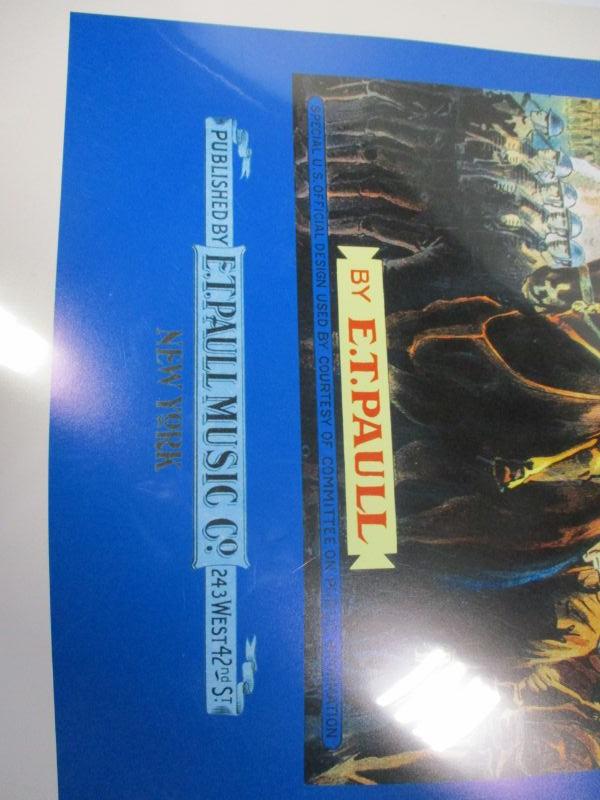 BY E.T.PAULL
SPECIAL U.S. OFFICIAL DESIGN USED BY COURTESY OF COMMITTEE ON
PUBLISHED BY E.T.PAULL MUSIC Co. 243 WEST 42nd ST.
NEW YORK